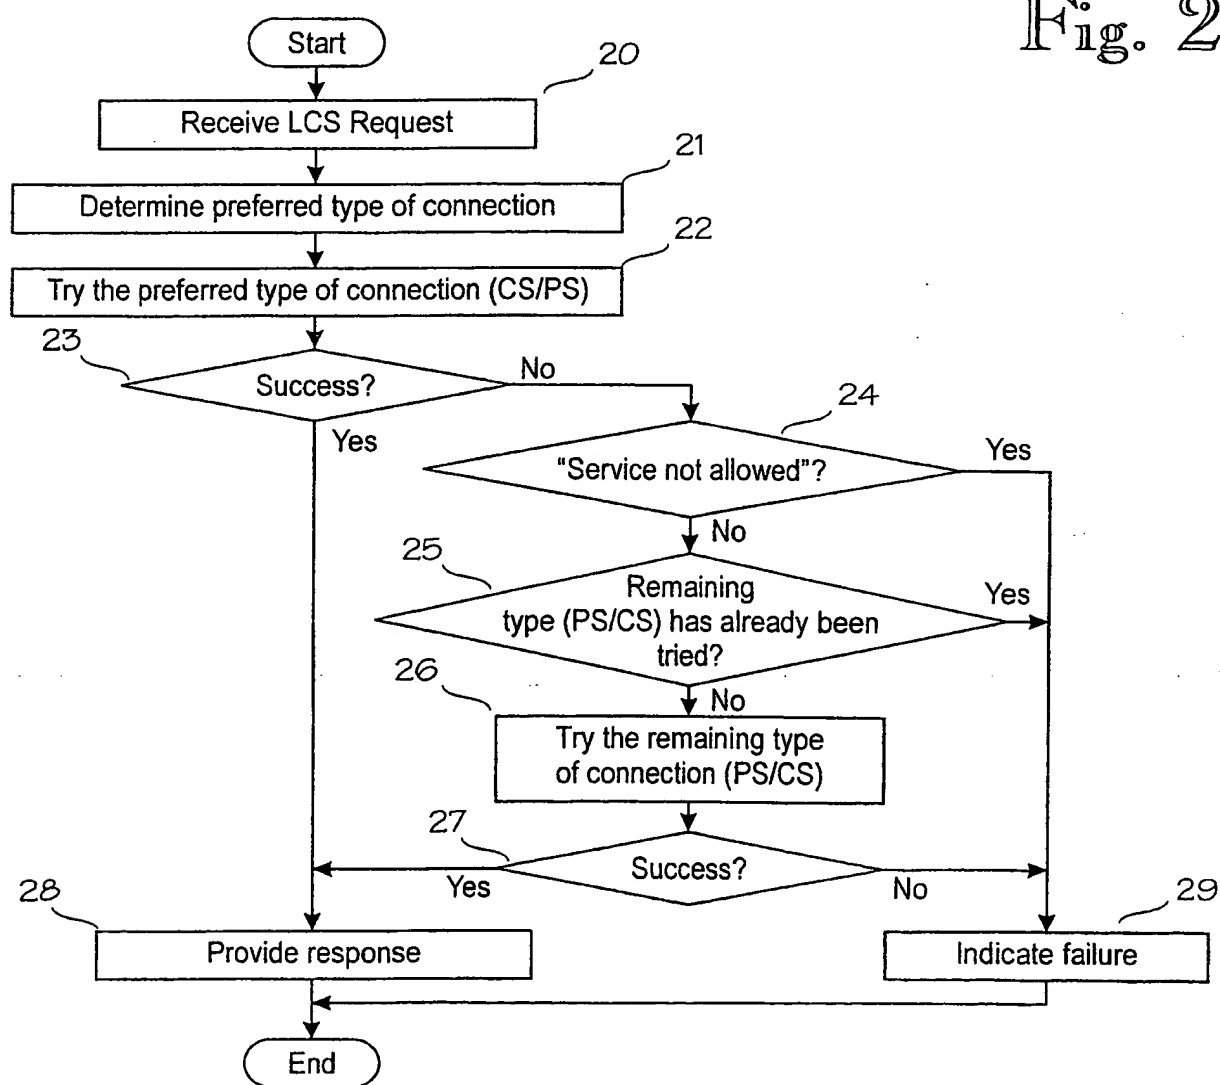 Fig. 2
Start
20
Receive LCS Request
21
Determine preferred type of connection
22
Try the preferred type of connection (CS/PS)
23
Success?
No
Yes
24
“Service not allowed”?
Yes
No
25
Remaining
type (PS/CS) has already been
tried?
Yes
No
26
Try the remaining type
of connection (PS/CS)
27
Success?
Yes
No
28
Provide response
29
Indicate failure
End